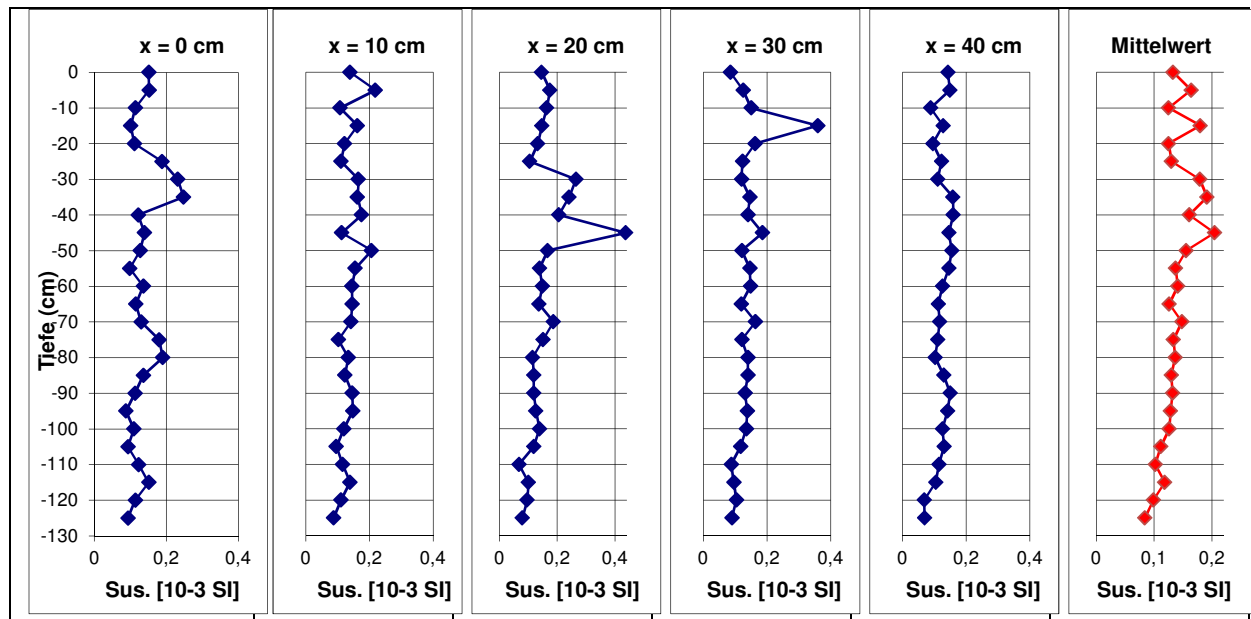 x = 0 cm
x = 10 cm
x = 20 cm
x = 30 cm
x = 40 cm
Mittelwert
Tiefe (cm)
0
-10
-20
-30
-40
-50
-60
-70
-80
-90
-100
-110
-120
-130
0 0,2 0,4
0 0,2 0,4
0 0,2 0,4
0 0,2 0,4
0 0,2 0,4
0 0,1 0,2
Sus. [10-3 SI]
Sus. [10-3 SI]
Sus. [10-3 SI]
Sus. [10-3 SI]
Sus. [10-3 SI]
Sus. [10-3 SI]